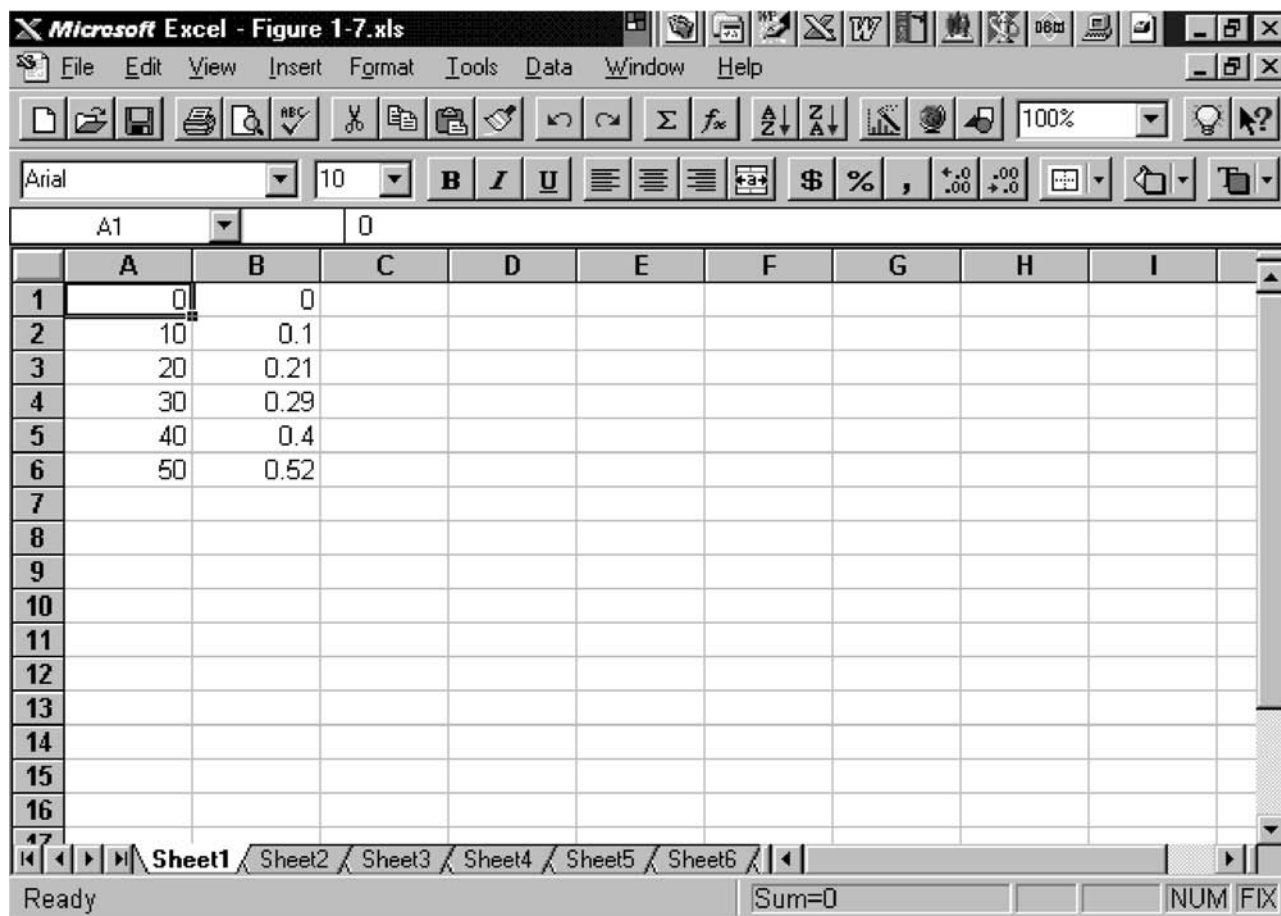 Microsoft Excel - Figure 1-7.xls
File Edit View Insert Format Tools Data Window Help
100%
Arial 10 B I U $ % ,
A1 0
A B C D E F G H I
1 0 0
2 10 0.1
3 20 0.21
4 30 0.29
5 40 0.4
6 50 0.52
7
8
9
10
11
12
13
14
15
16
17
Sheet1 Sheet2 Sheet3 Sheet4 Sheet5 Sheet6
Ready Sum=0 NUM FIX